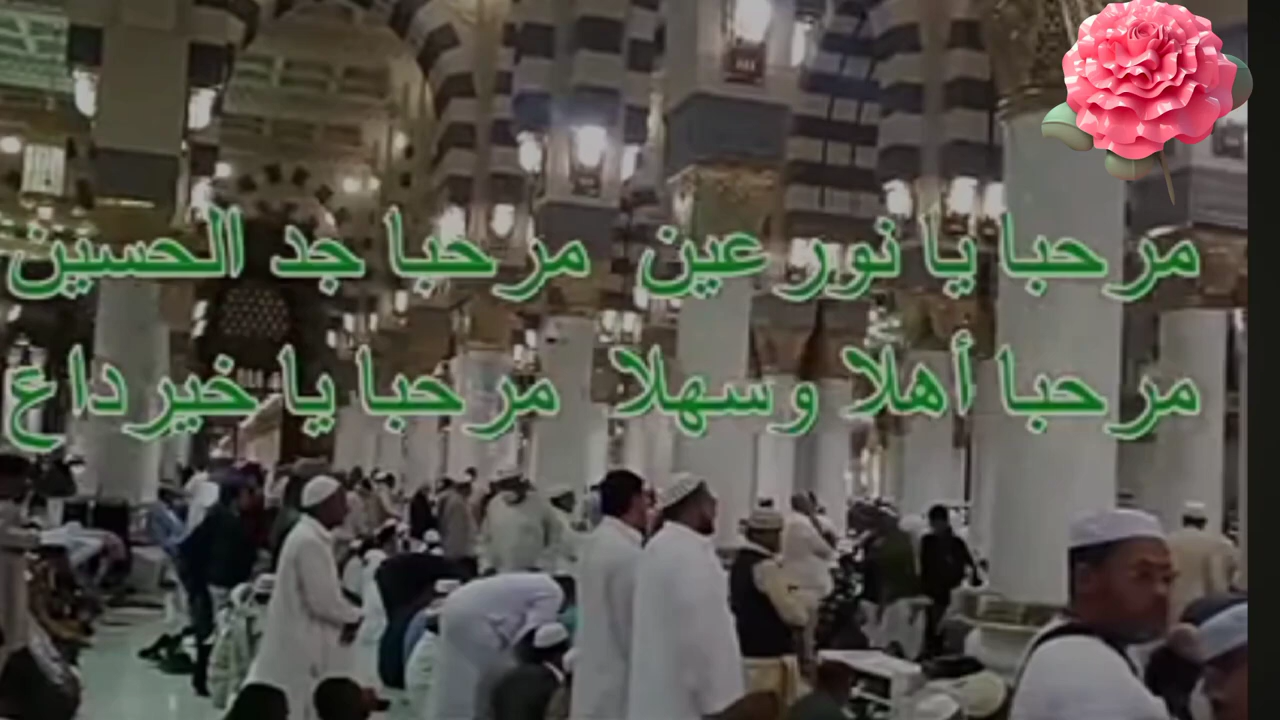 مرحبا يا نور عين مرحبا جد الحسين
مرحبا أهلا وسهلا مرحبا يا خير داع